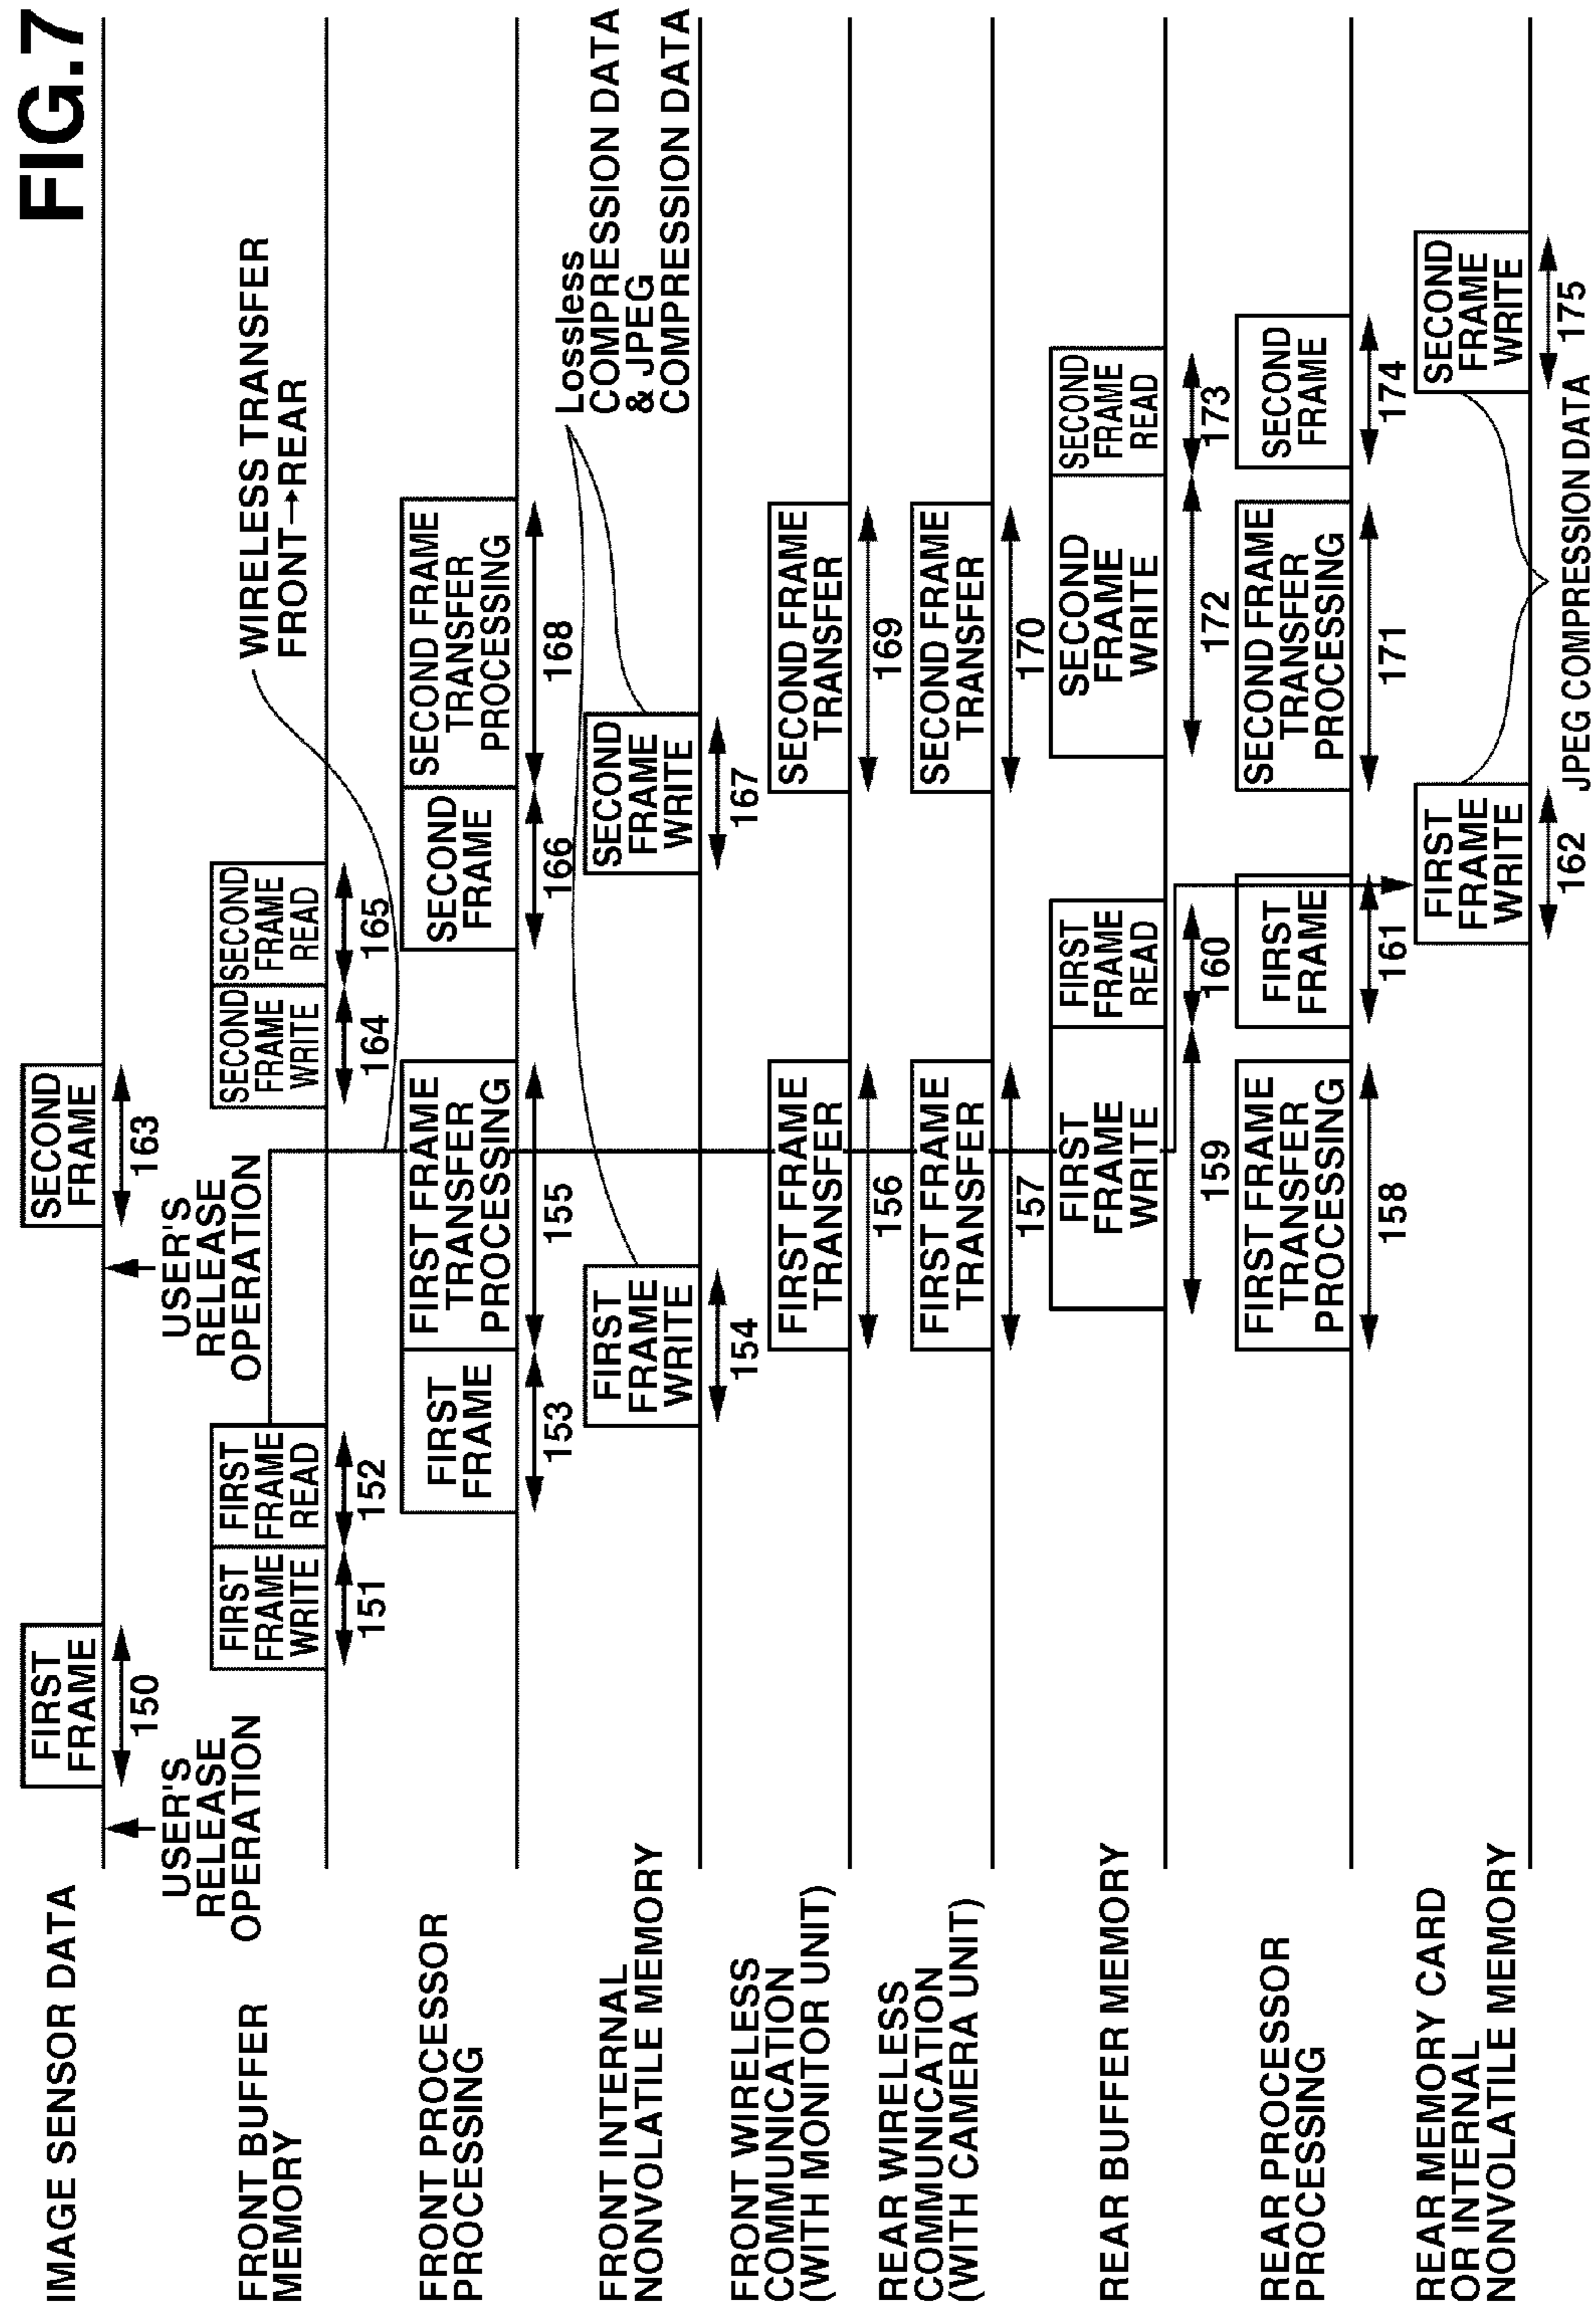 FIG.7
IMAGE SENSOR DATA
FIRST
FRAME
150
SECOND
FRAME
163
USER'S
RELEASE
OPERATION
USER'S
RELEASE
OPERATION
WIRELESS TRANSFER
FRONT→REAR
FRONT BUFFER
MEMORY
FIRST
FRAME
WRITE
151
FIRST
FRAME
READ
152
SECOND
FRAME
WRITE
164
SECOND
FRAME
READ
165
FRONT PROCESSOR
PROCESSING
FIRST
FRAME
153
FIRST FRAME
TRANSFER
PROCESSING
155
SECOND
FRAME
166
SECOND FRAME
TRANSFER
PROCESSING
168
Lossless
COMPRESSION DATA
& JPEG
COMPRESSION DATA
FRONT INTERNAL
NONVOLATILE MEMORY
FIRST
FRAME
WRITE
154
SECOND
FRAME
WRITE
167
FRONT WIRELESS
COMMUNICATION
(WITH MONITOR UNIT)
FIRST FRAME
TRANSFER
156
SECOND FRAME
TRANSFER
169
REAR WIRELESS
COMMUNICATION
(WITH CAMERA UNIT)
FIRST FRAME
TRANSFER
157
SECOND FRAME
TRANSFER
170
REAR BUFFER MEMORY
FIRST
FRAME
WRITE
159
FIRST
FRAME
READ
160
SECOND
FRAME
WRITE
172
SECOND
FRAME
READ
173
REAR PROCESSOR
PROCESSING
FIRST FRAME
TRANSFER
PROCESSING
158
FIRST
FRAME
161
SECOND FRAME
TRANSFER
PROCESSING
171
SECOND
FRAME
174
REAR MEMORY CARD
OR INTERNAL
NONVOLATILE MEMORY
FIRST
FRAME
WRITE
162
SECOND
FRAME
WRITE
175
JPEG COMPRESSION DATA